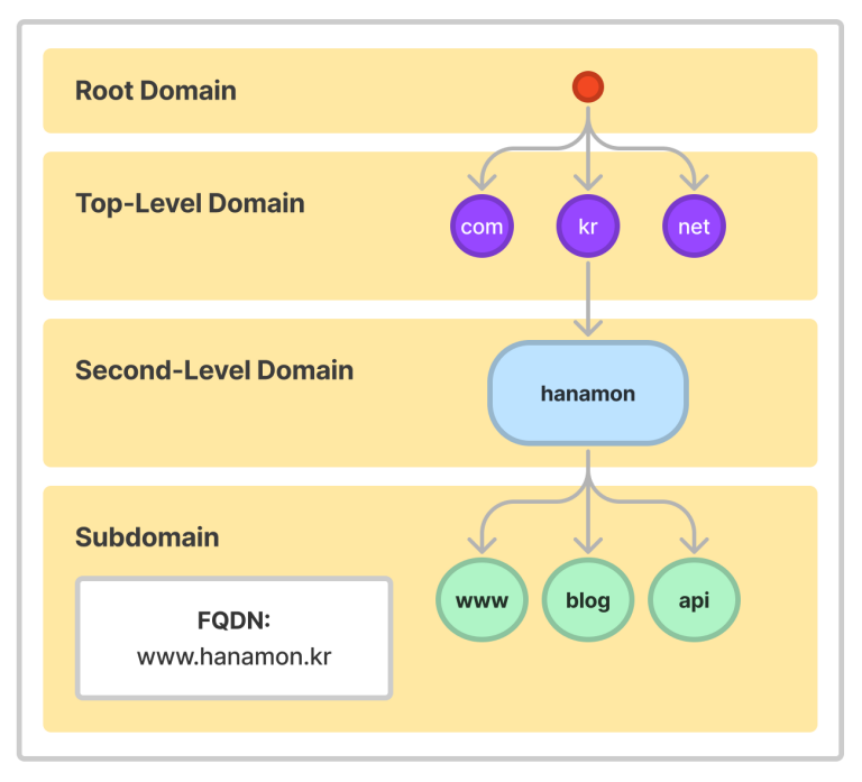 Root Domain
Top-Level Domain
com
kr
net
Second-Level Domain
hanamon
Subdomain
www
blog
api
FQDN:
www.hanamon.kr